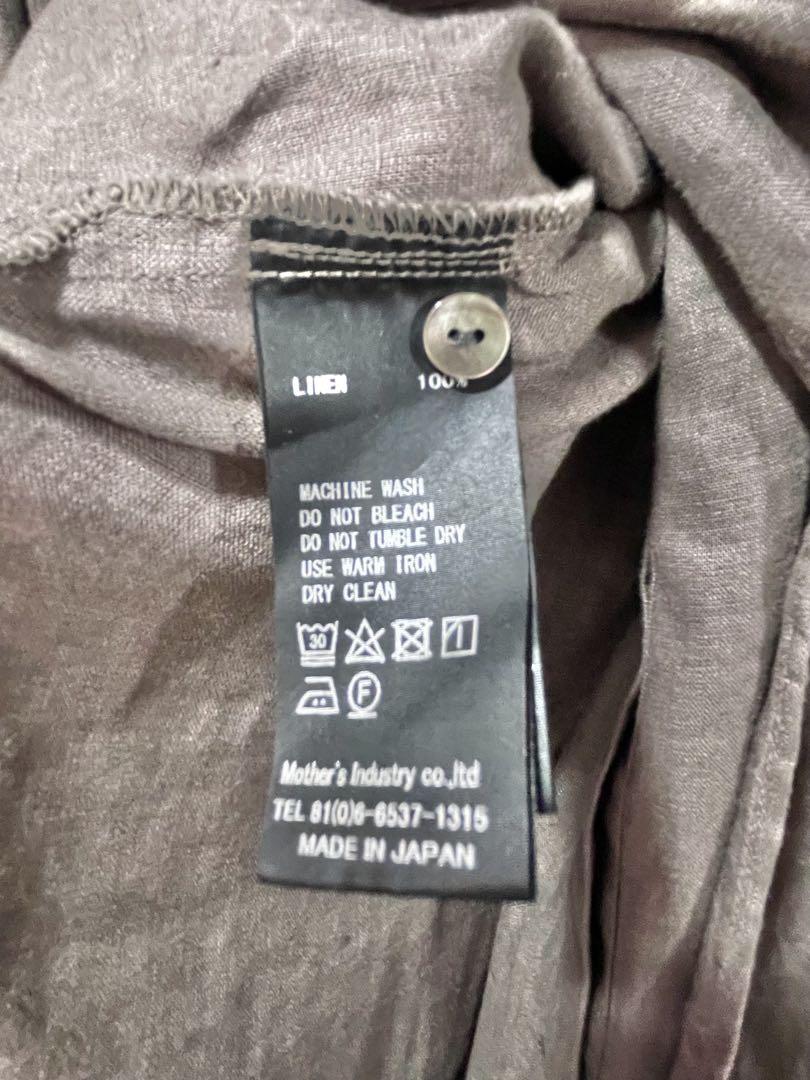 LINEN 100%
MACHINE WASH
DO NOT BLEACH
DO NOT TUMBLE DRY
USE WARM IRON
DRY CLEAN
30
F
Mother's Industry co.,ltd
TEL 81(0)6-6537-1315
MADE IN JAPAN